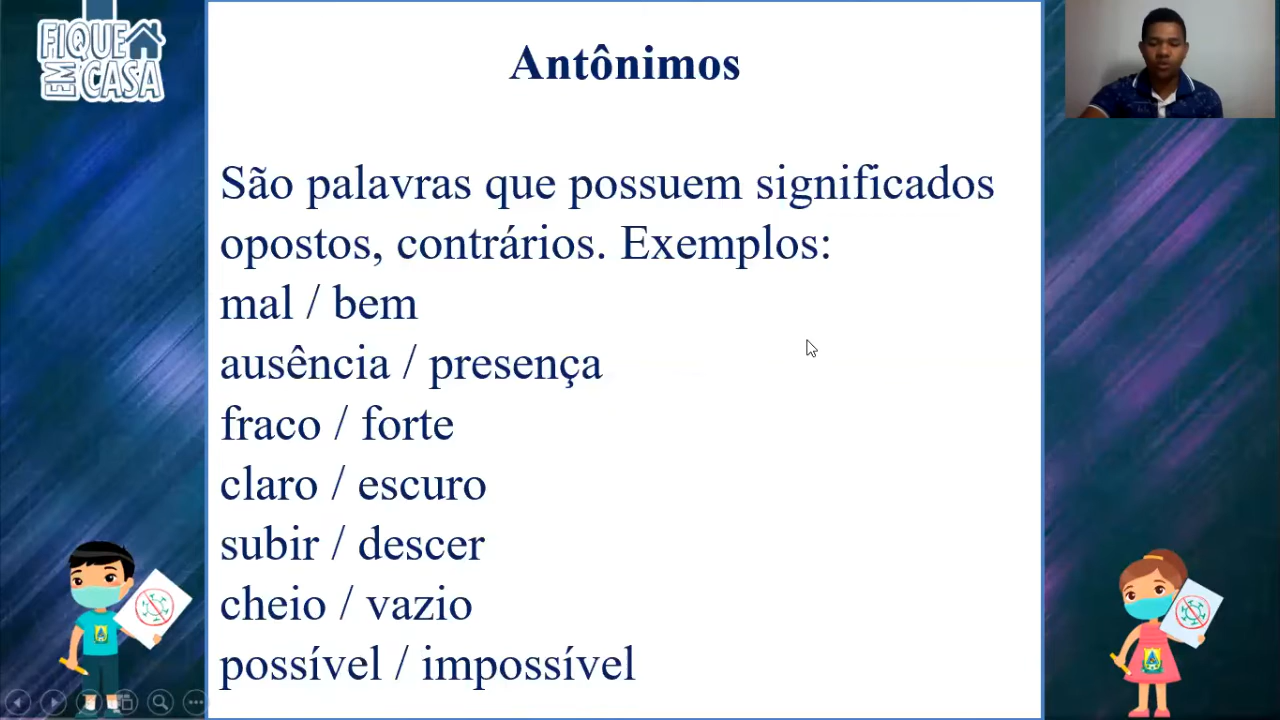 FIQUE
EM CASA
Antônimos
São palavras que possuem significados
opostos, contrários. Exemplos:
mal / bem
ausência / presença
fraco / forte
claro / escuro
subir / descer
cheio / vazio
possível / impossível